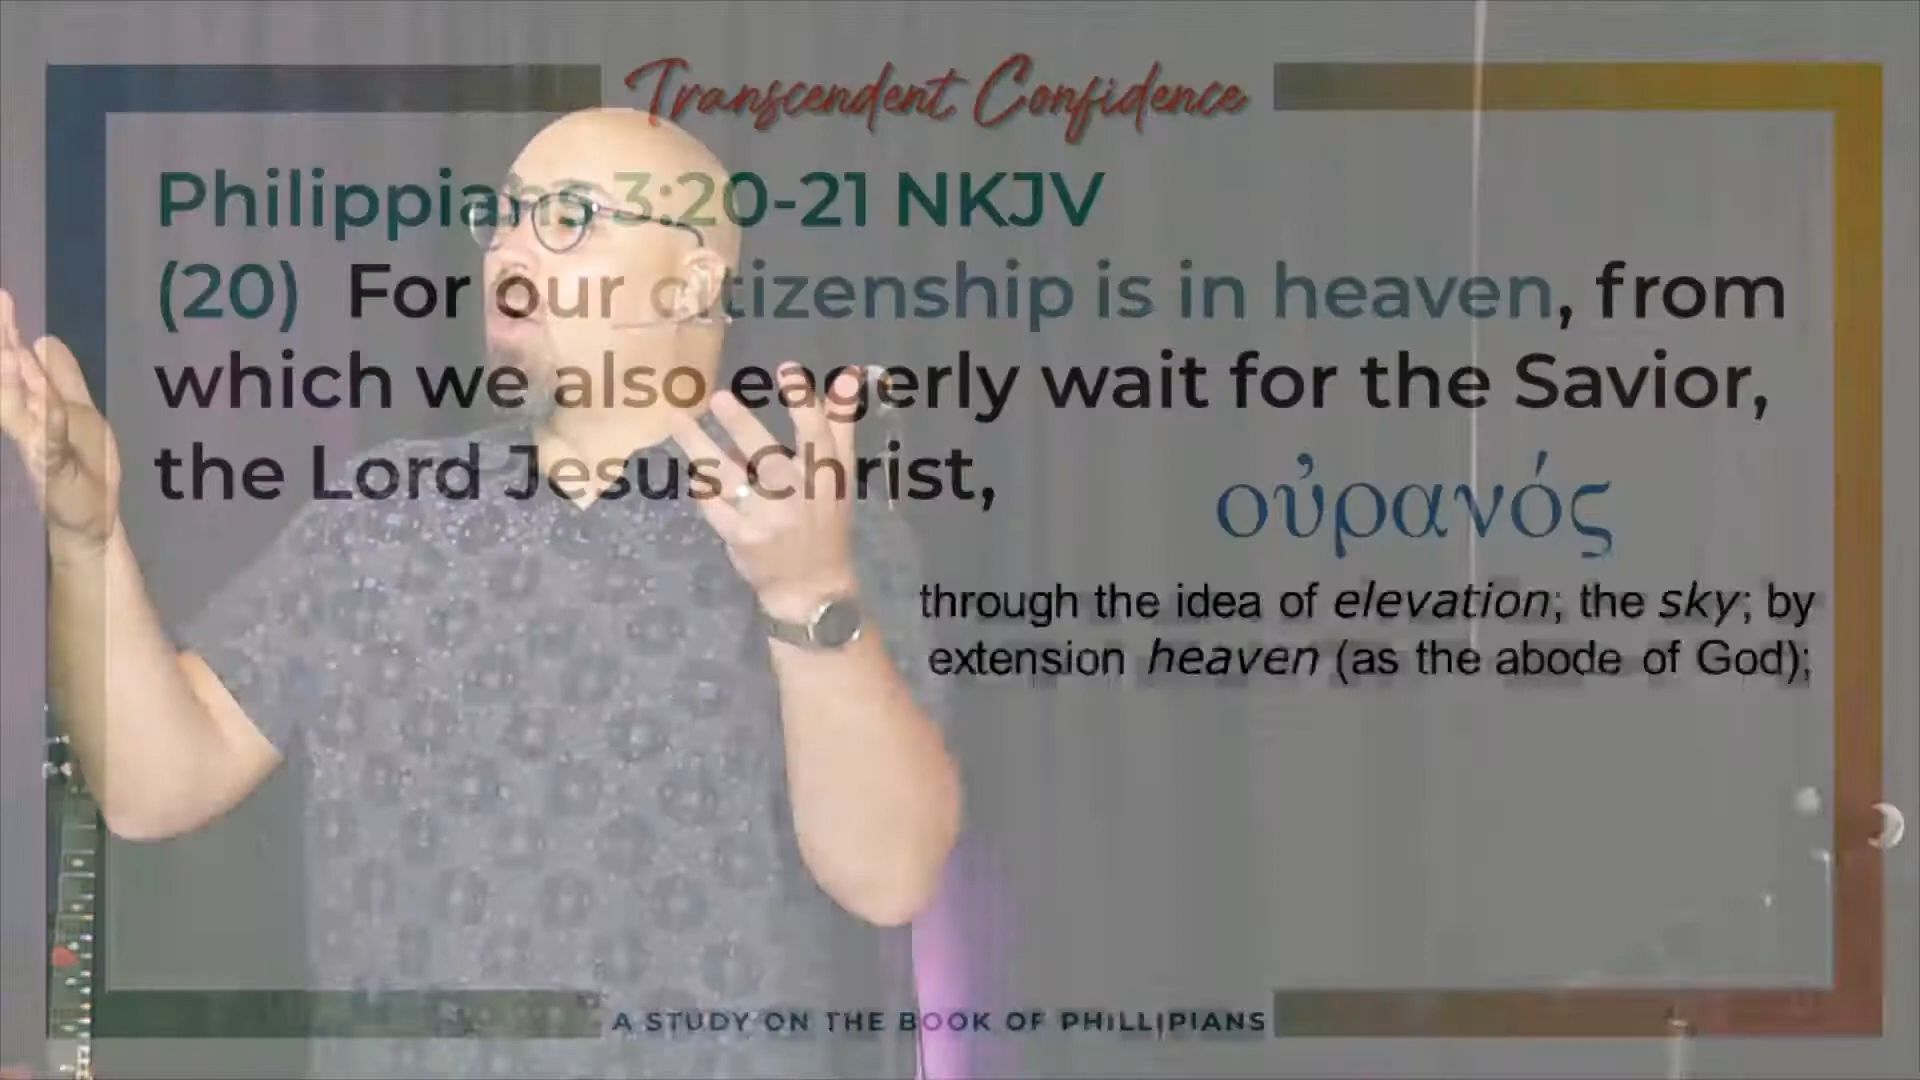 Transcendent Confidence
Philippians 3:20-21 NKJV
(20) For our citizenship is in heaven, from
which we also eagerly wait for the Savior,
the Lord Jesus Christ,
οὐρανός
through the idea of elevation; the sky; by
extension heaven (as the abode of God);
A STUDY ON THE BOOK OF PHILLIPIANS